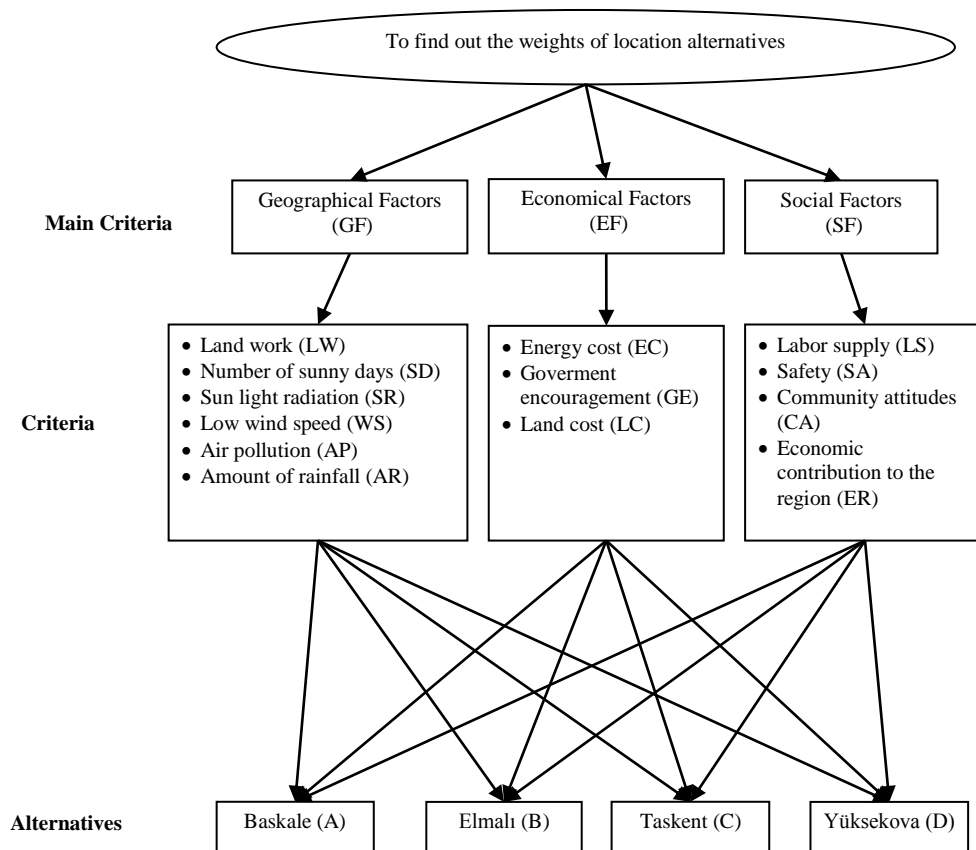 To find out the weights of location alternatives
Main Criteria
Geographical Factors
(GF)
Economical Factors
(EF)
Social Factors
(SF)
Criteria
• Land work (LW)
• Number of sunny days (SD)
• Sun light radiation (SR)
• Low wind speed (WS)
• Air pollution (AP)
• Amount of rainfall (AR)
• Energy cost (EC)
• Goverment
encouragement (GE)
• Land cost (LC)
• Labor supply (LS)
• Safety (SA)
• Community attitudes
(CA)
• Economic
contribution to the
region (ER)
Alternatives
Baskale (A)
Elmalı (B)
Taskent (C)
Yüksekova (D)